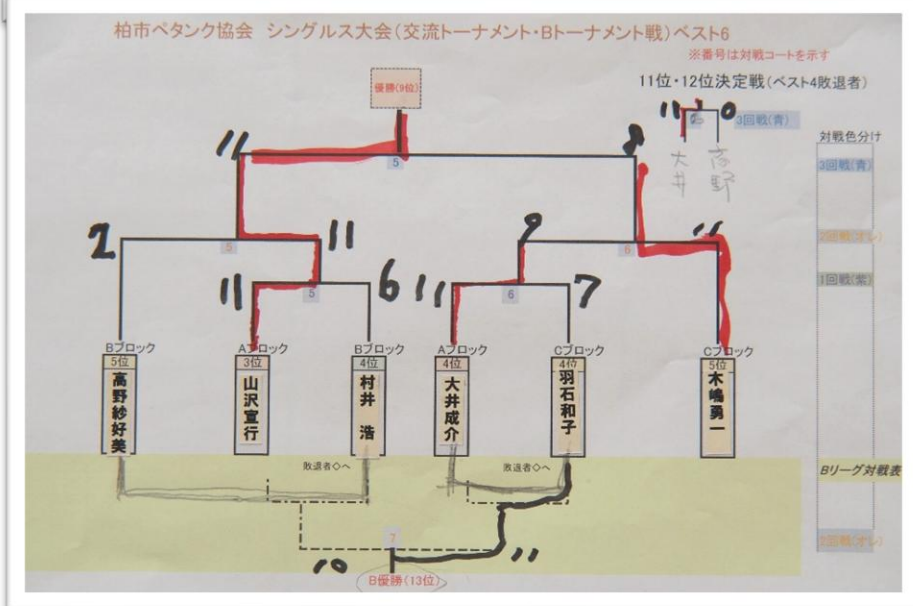 柏市ペタンク協会 シングルス大会(交流トーナメント・Bトーナメント戦)ベスト6
※番号は対戦コートを示す
11位・12位決定戦(ベスト4敗退者)
優勝(9位)
11 0
3回戦(青)
大井 高野
対戦色分け
3回戦(青)
2回戦(オレ)
1回戦(紫)
11 5 8
2 5 11 9 6 11
11 5 6 11 6 7
Bブロック Aブロック Bブロック Aブロック Cブロック Cブロック
5位 3位 4位 4位 4位 5位
高野紗好美
山沢宣行
村井 浩
大井成介
羽石和子
木嶋勇一
敗退者◇へ 敗退者◇へ
Bリーグ対戦表
7
10 11
2回戦(オレ)
B優勝(13位)